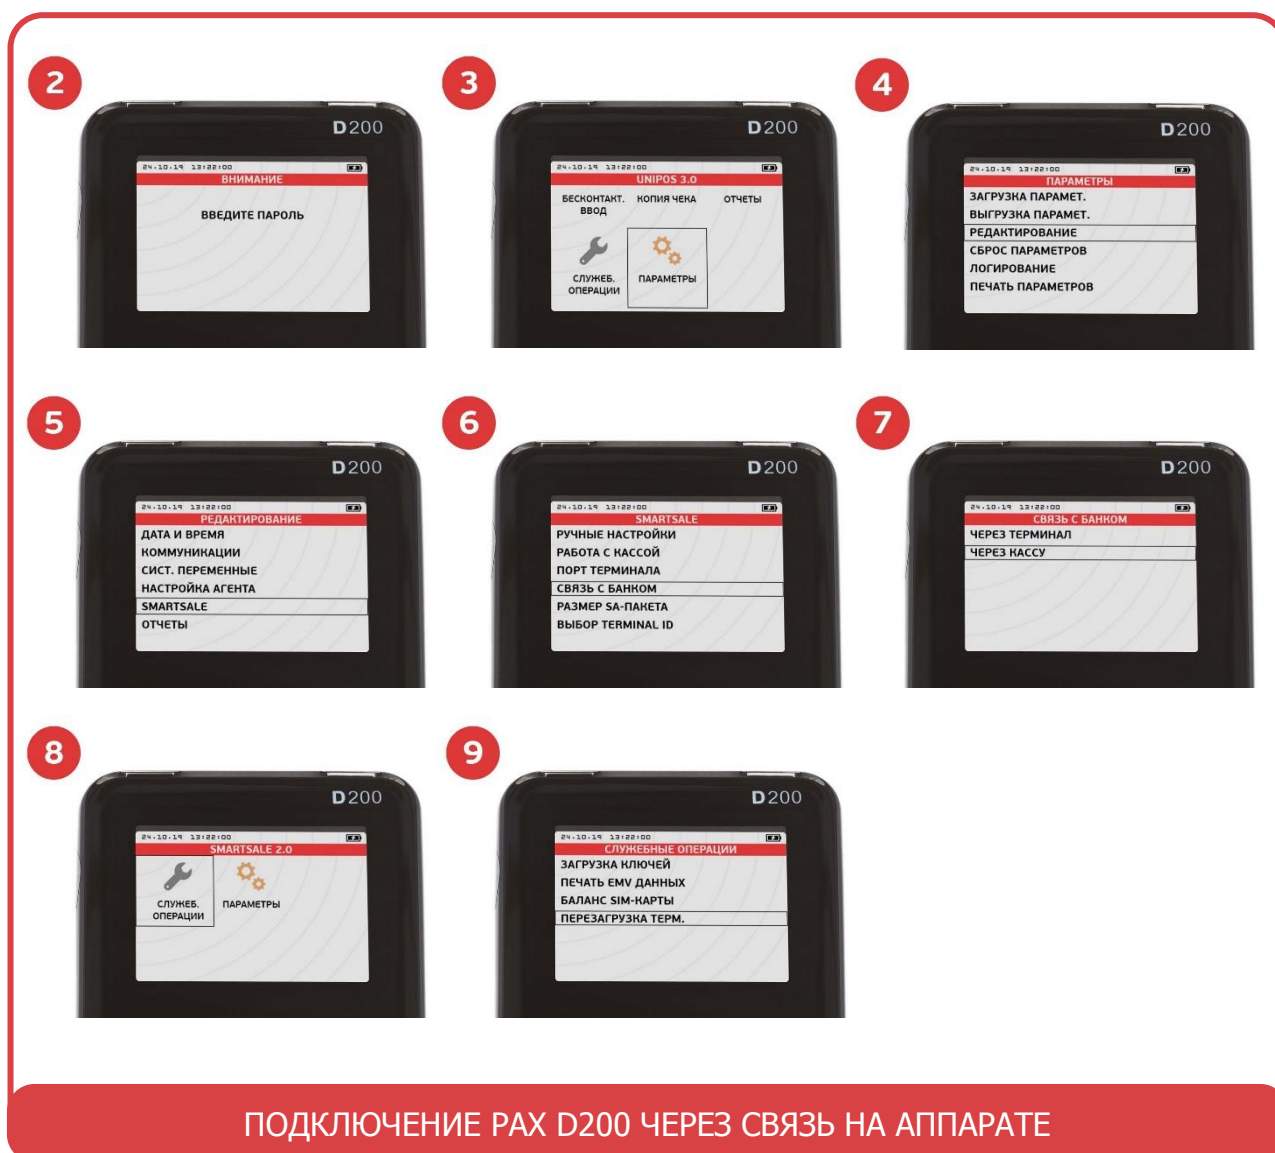 2
D200
24.10.19 13:22:00
ВНИМАНИЕ
ВВЕДИТЕ ПАРОЛЬ
3
D200
24.10.19 13:22:00
UNIPOS 3.0
БЕСКОНТАКТ. КОПИЯ ЧЕКА ОТЧЕТЫ
ВВОД
СЛУЖЕБ. ПАРАМЕТРЫ
ОПЕРАЦИИ
4
D200
24.10.19 13:22:00
ПАРАМЕТРЫ
ЗАГРУЗКА ПАРАМЕТ.
ВЫГРУЗКА ПАРАМЕТ.
РЕДАКТИРОВАНИЕ
СБРОС ПАРАМЕТРОВ
ЛОГИРОВАНИЕ
ПЕЧАТЬ ПАРАМЕТРОВ
5
D200
24.10.19 13:22:00
РЕДАКТИРОВАНИЕ
ДАТА И ВРЕМЯ
КОММУНИКАЦИИ
СИСТ. ПЕРЕМЕННЫЕ
НАСТРОЙКА АГЕНТА
SMARTSALE
ОТЧЕТЫ
6
D200
24.10.19 13:22:00
SMARTSALE
РУЧНЫЕ НАСТРОЙКИ
РАБОТА С КАССОЙ
ПОРТ ТЕРМИНАЛА
СВЯЗЬ С БАНКОМ
РАЗМЕР SA-ПАКЕТА
ВЫБОР TERMINAL ID
7
D200
24.10.19 13:22:00
СВЯЗЬ С БАНКОМ
ЧЕРЕЗ ТЕРМИНАЛ
ЧЕРЕЗ КАССУ
8
D200
24.10.19 13:22:00
SMARTSALE 2.0
СЛУЖЕБ. ПАРАМЕТРЫ
ОПЕРАЦИИ
9
D200
24.10.19 13:22:00
СЛУЖЕБНЫЕ ОПЕРАЦИИ
ЗАГРУЗКА КЛЮЧЕЙ
ПЕЧАТЬ EMV ДАННЫХ
БАЛАНС SIM-КАРТЫ
ПЕРЕЗАГРУЗКА ТЕРМ.
ПОДКЛЮЧЕНИЕ PAX D200 ЧЕРЕЗ СВЯЗЬ НА АППАРАТЕ